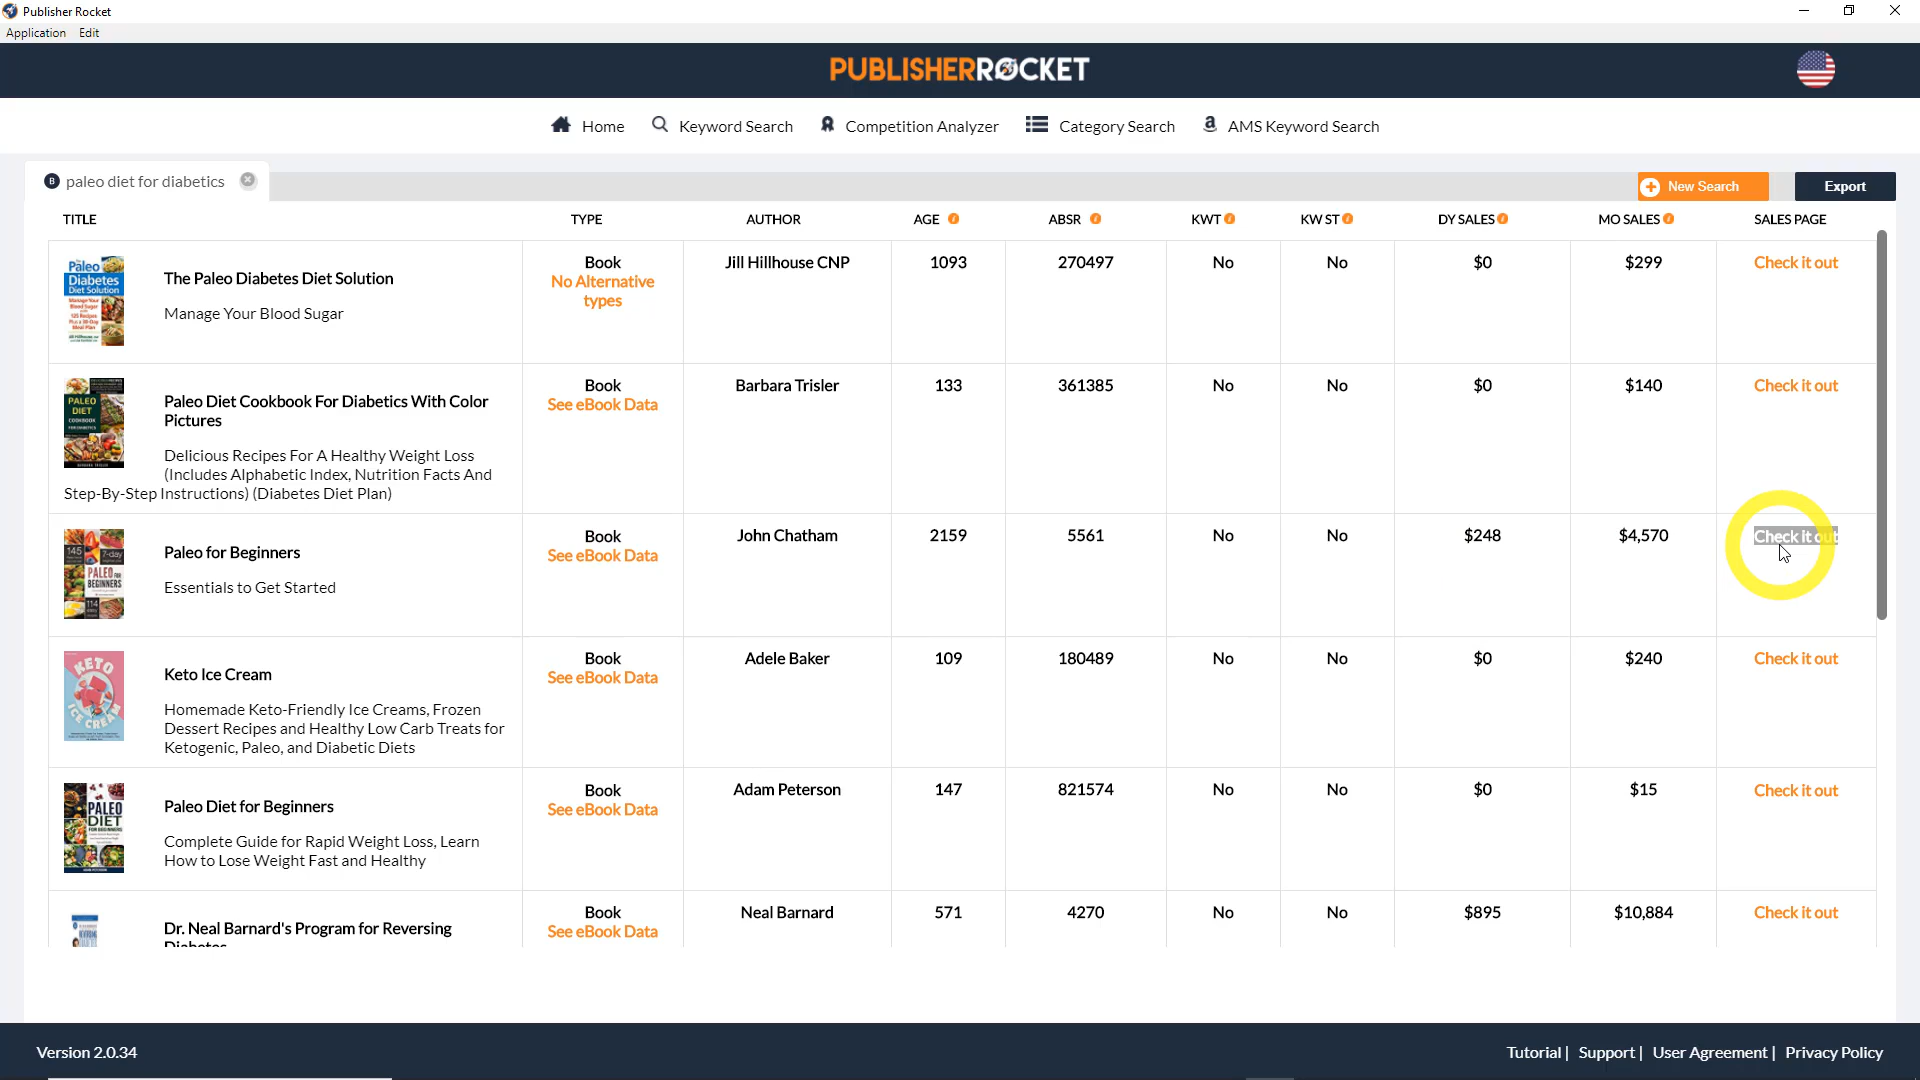 Publisher Rocket
Application Edit
PUBLISHERROCKET
Home Keyword Search Competition Analyzer Category Search AMS Keyword Search
B paleo diet for diabetics
New Search Export
TITLE TYPE AUTHOR AGE ABSR KWT KW ST DY SALES MO SALES SALES PAGE
The Paleo Diabetes Diet Solution
Manage Your Blood Sugar
Book
No Alternative
types
Jill Hillhouse CNP 1093 270497 No No $0 $299 Check it out
Paleo Diet Cookbook For Diabetics With Color
Pictures
Delicious Recipes For A Healthy Weight Loss
(Includes Alphabetic Index, Nutrition Facts And
Step-By-Step Instructions) (Diabetes Diet Plan)
Book
See eBook Data
Barbara Trisler 133 361385 No No $0 $140 Check it out
Paleo for Beginners
Essentials to Get Started
Book
See eBook Data
John Chatham 2159 5561 No No $248 $4,570 Check it out
Keto Ice Cream
Homemade Keto-Friendly Ice Creams, Frozen
Dessert Recipes and Healthy Low Carb Treats for
Ketogenic, Paleo, and Diabetic Diets
Book
See eBook Data
Adele Baker 109 180489 No No $0 $240 Check it out
Paleo Diet for Beginners
Complete Guide for Rapid Weight Loss, Learn
How to Lose Weight Fast and Healthy
Book
See eBook Data
Adam Peterson 147 821574 No No $0 $15 Check it out
Dr. Neal Barnard's Program for Reversing
Diabetes
Book
See eBook Data
Neal Barnard 571 4270 No No $895 $10,884 Check it out
Version 2.0.34
Tutorial | Support | User Agreement | Privacy Policy